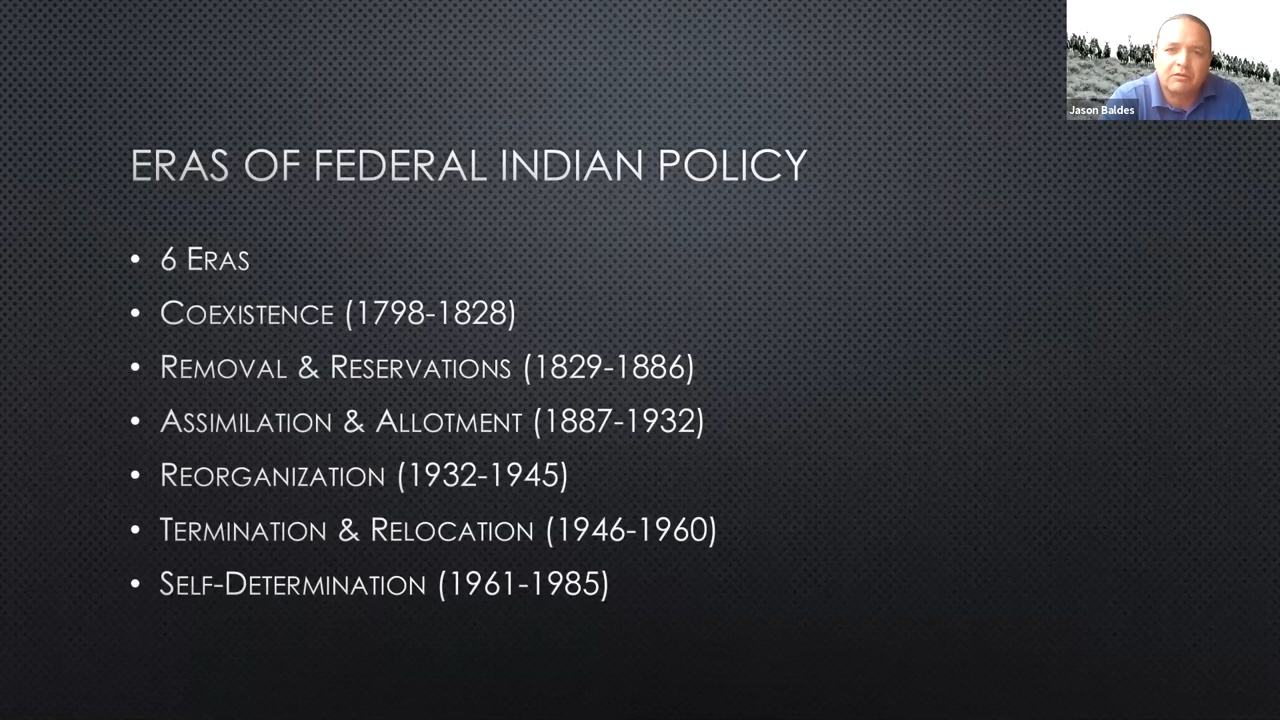 Jason Baldes
ERAS OF FEDERAL INDIAN POLICY
• 6 ERAS
• COEXISTENCE (1798-1828)
• REMOVAL & RESERVATIONS (1829-1886)
• ASSIMILATION & ALLOTMENT (1887-1932)
• REORGANIZATION (1932-1945)
• TERMINATION & RELOCATION (1946-1960)
• SELF-DETERMINATION (1961-1985)